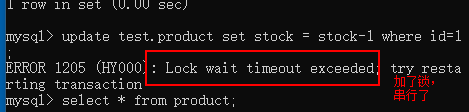 1 row in set (0.00 sec)
mysql> update test.product set stock = stock-1 where id=1
;
ERROR 1205 (HY000): Lock wait timeout exceeded; try resta
rting transaction
加了锁，
串行了
mysql> select * from product;